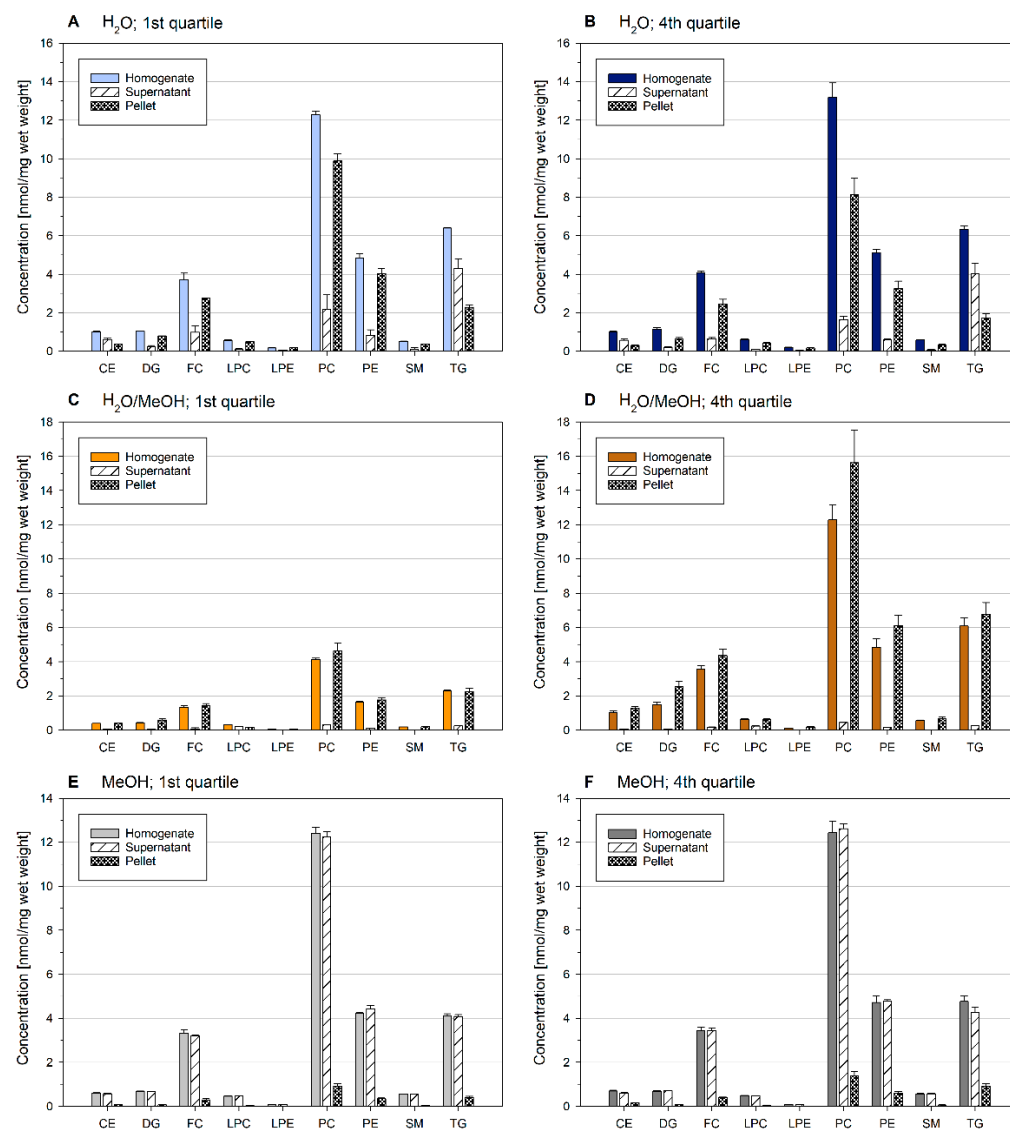 A H₂O; 1st quartile
Concentration [nmol/mg wet weight]
16
14
12
10
8
6
4
2
0
Homogenate
Supernatant
Pellet
CE DG FC LPC LPE PC PE SM TG
B H₂O; 4th quartile
Concentration [nmol/mg wet weight]
16
14
12
10
8
6
4
2
0
Homogenate
Supernatant
Pellet
CE DG FC LPC LPE PC PE SM TG
C H₂O/MeOH; 1st quartile
Concentration [nmol/mg wet weight]
18
16
14
12
10
8
6
4
2
0
Homogenate
Supernatant
Pellet
CE DG FC LPC LPE PC PE SM TG
D H₂O/MeOH; 4th quartile
Concentration [nmol/mg wet weight]
18
16
14
12
10
8
6
4
2
0
Homogenate
Supernatant
Pellet
CE DG FC LPC LPE PC PE SM TG
E MeOH; 1st quartile
Concentration [nmol/mg wet weight]
14
12
10
8
6
4
2
0
Homogenate
Supernatant
Pellet
CE DG FC LPC LPE PC PE SM TG
F MeOH; 4th quartile
Concentration [nmol/mg wet weight]
14
12
10
8
6
4
2
0
Homogenate
Supernatant
Pellet
CE DG FC LPC LPE PC PE SM TG